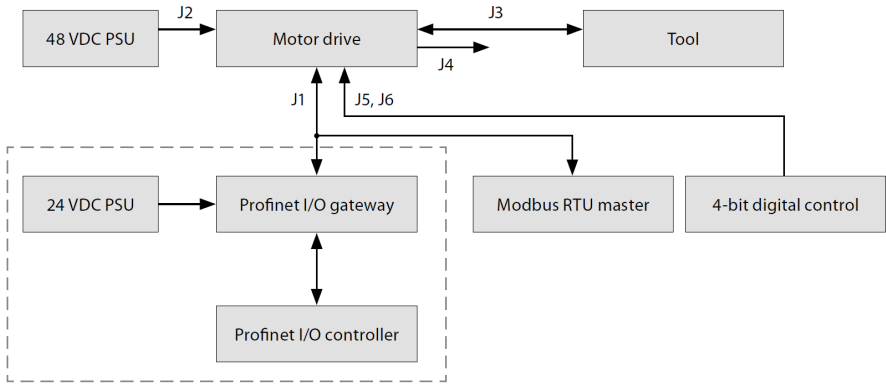 48 VDC PSU
J2
Motor drive
J3
Tool
J4
J1
J5, J6
24 VDC PSU
Profinet I/O gateway
Modbus RTU master
4-bit digital control
Profinet I/O controller